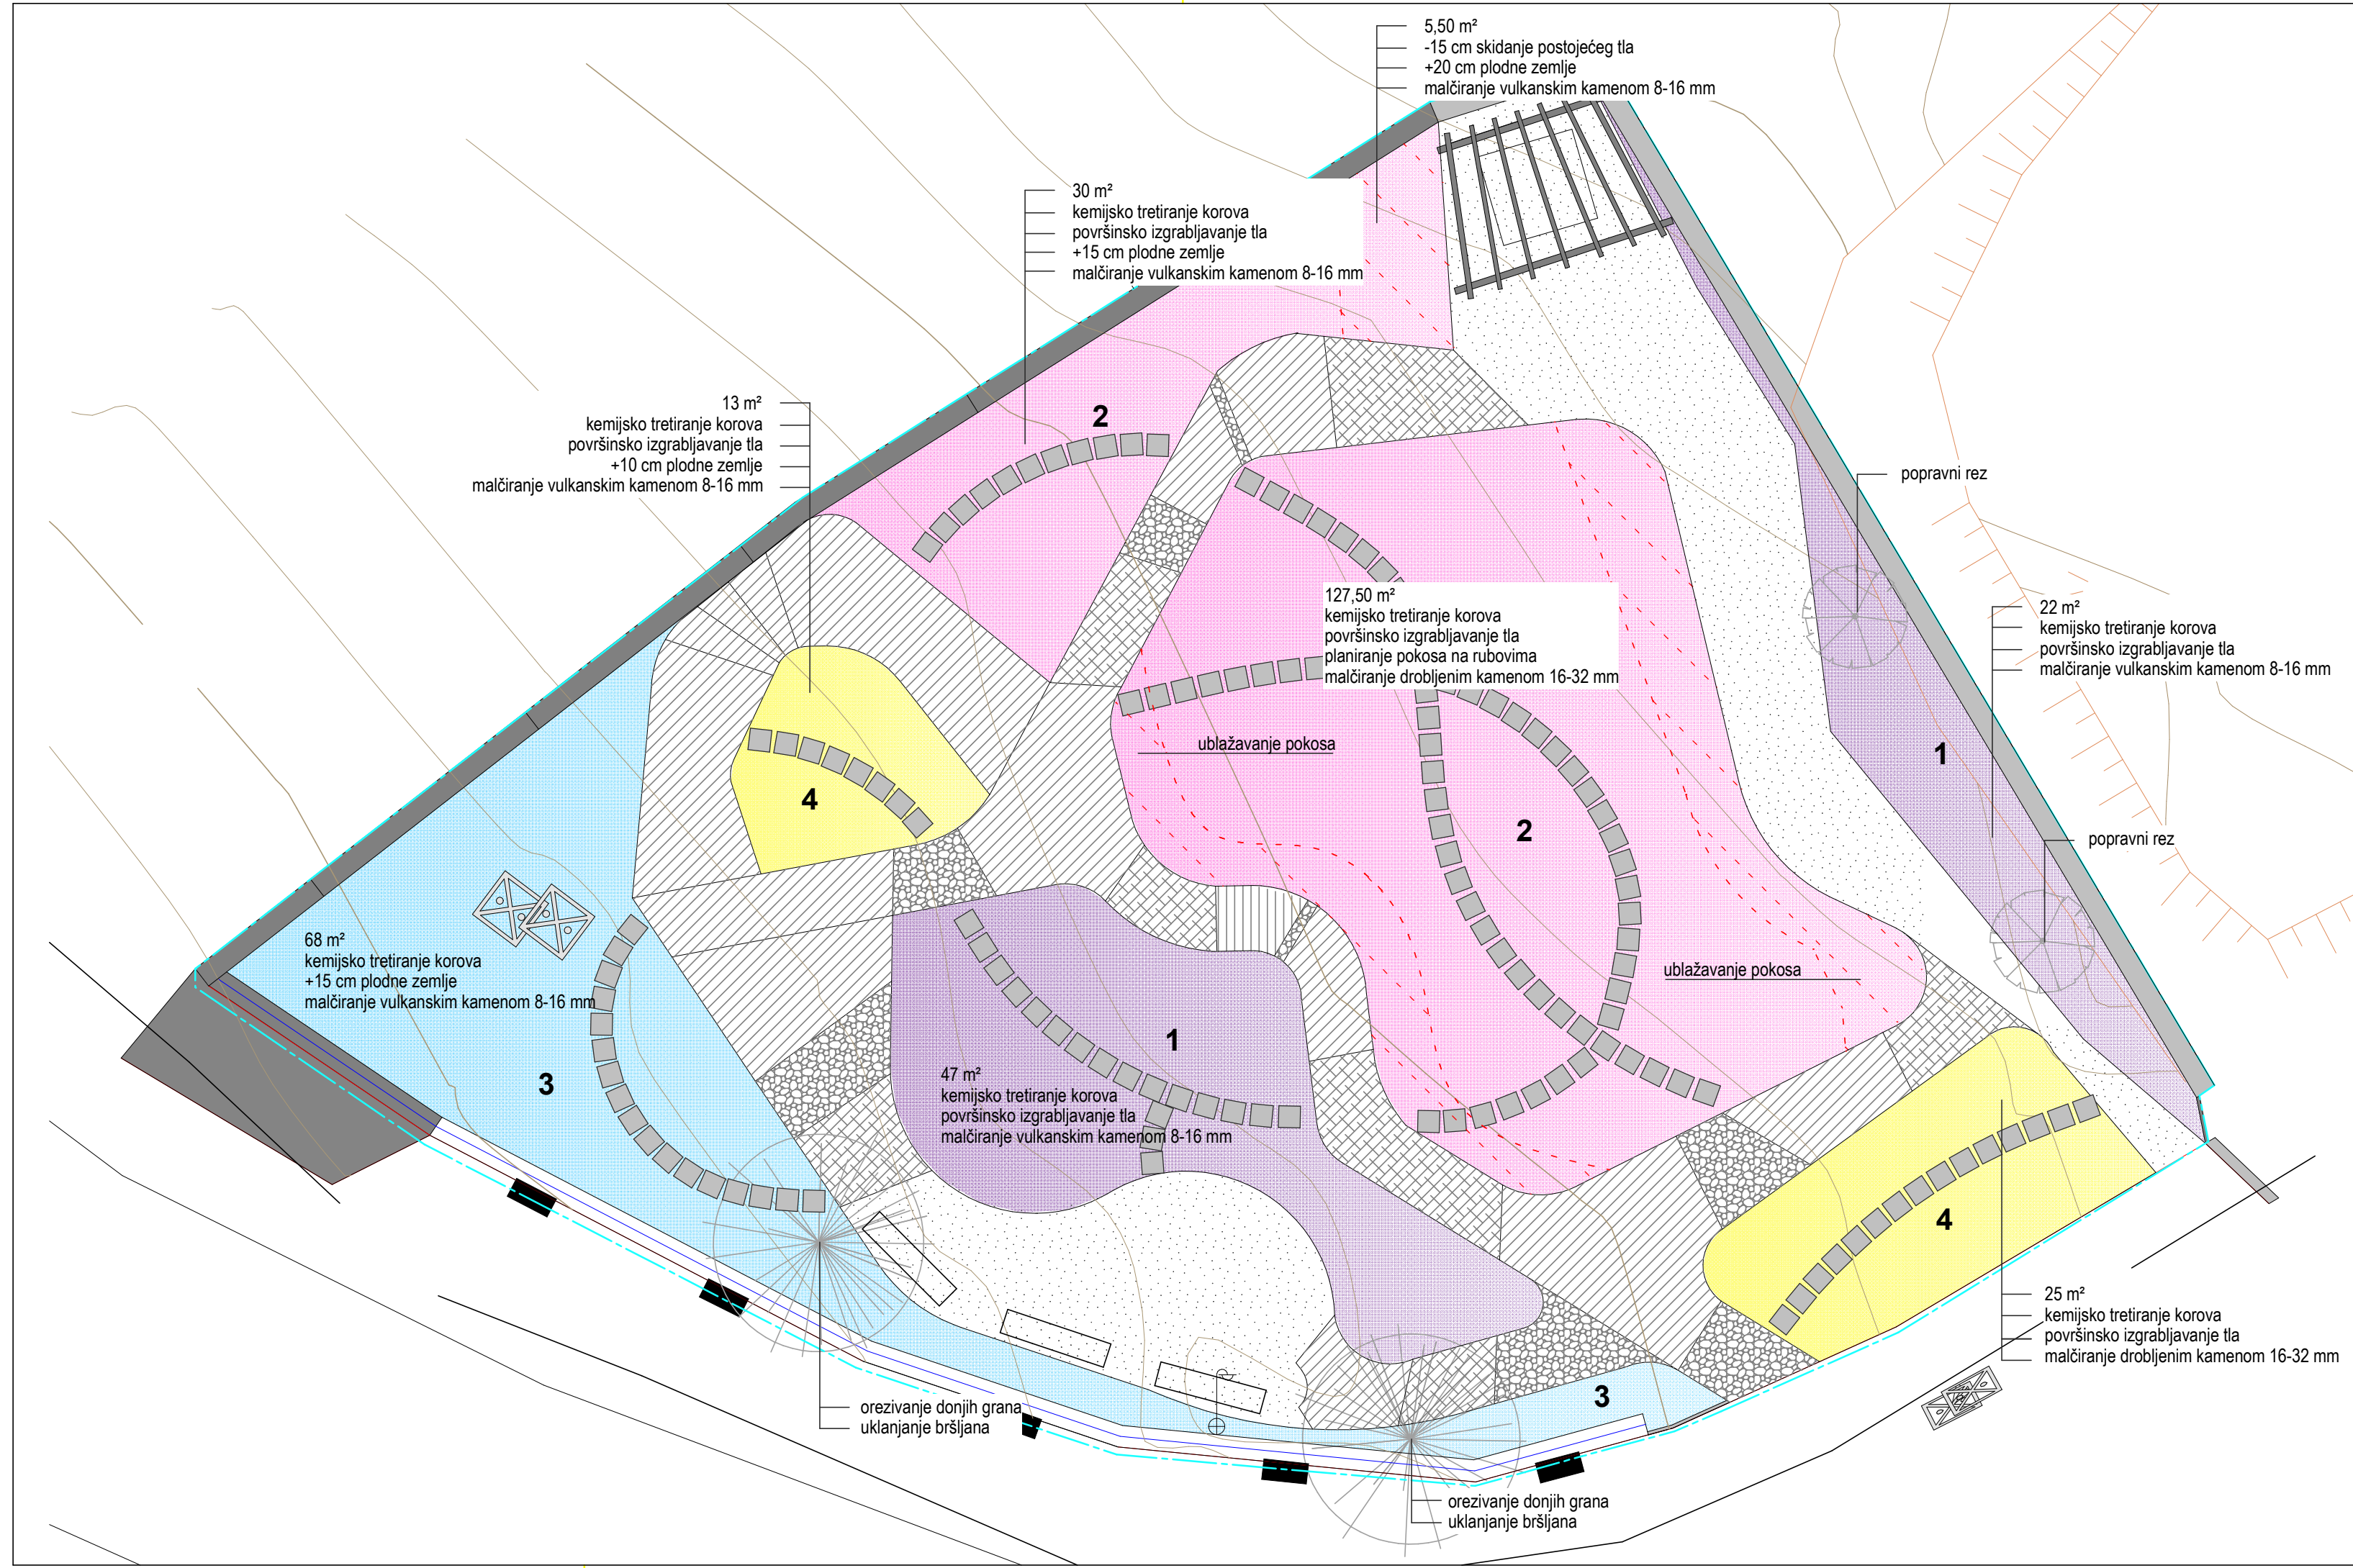 5,50 m²
-15 cm skidanje postojećeg tla
+20 cm plodne zemlje
malčiranje vulkanskim kamenom 8-16 mm
30 m²
kemijsko tretiranje korova
površinsko izgrabljavanje tla
+15 cm plodne zemlje
malčiranje vulkanskim kamenom 8-16 mm
13 m²
kemijsko tretiranje korova
površinsko izgrabljavanje tla
+10 cm plodne zemlje
malčiranje vulkanskim kamenom 8-16 mm
2
popravni rez
127,50 m²
kemijsko tretiranje korova
površinsko izgrabljavanje tla
planiranje pokosa na rubovima
malčiranje drobljenim kamenom 16-32 mm
22 m²
kemijsko tretiranje korova
površinsko izgrabljavanje tla
malčiranje vulkanskim kamenom 8-16 mm
ublažavanje pokosa
1
4
2
popravni rez
68 m²
kemijsko tretiranje korova
+15 cm plodne zemlje
malčiranje vulkanskim kamenom 8-16 mm
ublažavanje pokosa
1
3
47 m²
kemijsko tretiranje korova
površinsko izgrabljavanje tla
malčiranje vulkanskim kamenom 8-16 mm
4
25 m²
kemijsko tretiranje korova
površinsko izgrabljavanje tla
malčiranje drobljenim kamenom 16-32 mm
3
orezivanje donjih grana
uklanjanje bršljana
orezivanje donjih grana
uklanjanje bršljana